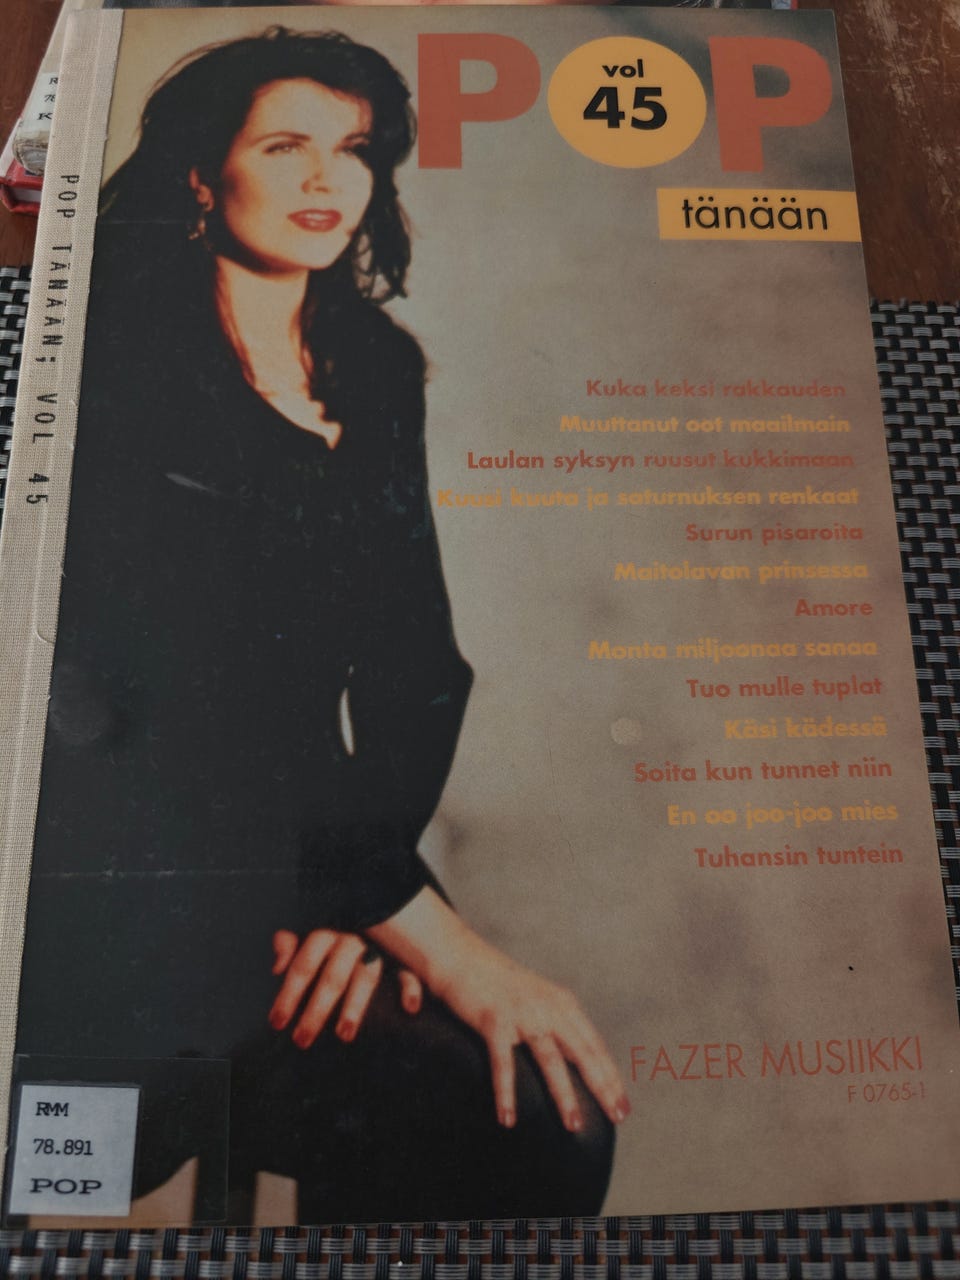 POP
vol
45
tänään
Kuka keksi rakkauden
Muuttanut oot maailmain
Laulan syksyn ruusut kukkimaan
Kuusi kuuta ja saturnuksen renkaat
Surun pisaroita
Maitolavan prinsessa
Amore
Monta miljoonaa sanaa
Tuo mulle tuplat
Käsi kädessä
Soita kun tunnet niin
En oo joo-joo mies
Tuhansin tuntein
FAZER MUSIIKKI
F 0765-1
POP TÄNÄÄN; VOL 45
RMM
78.891
POP